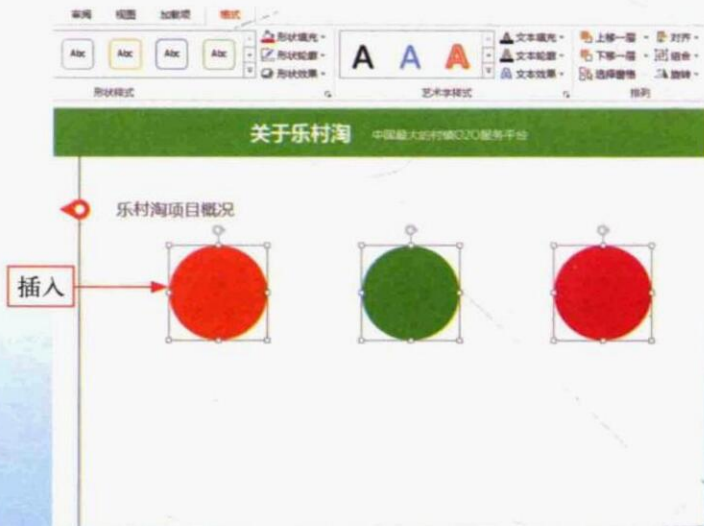 审阅 视图 加载项 格式
Abc Abc Abc Abc 形状填充 A A A 文本填充 上移一层 对齐
形状轮廓 文本轮廓 下移一层 组合
形状效果 文本效果 选择窗格 旋转
形状样式 艺术字样式 排列
关于乐村淘 中国最大的村镇O2O服务平台
乐村淘项目概况
插入